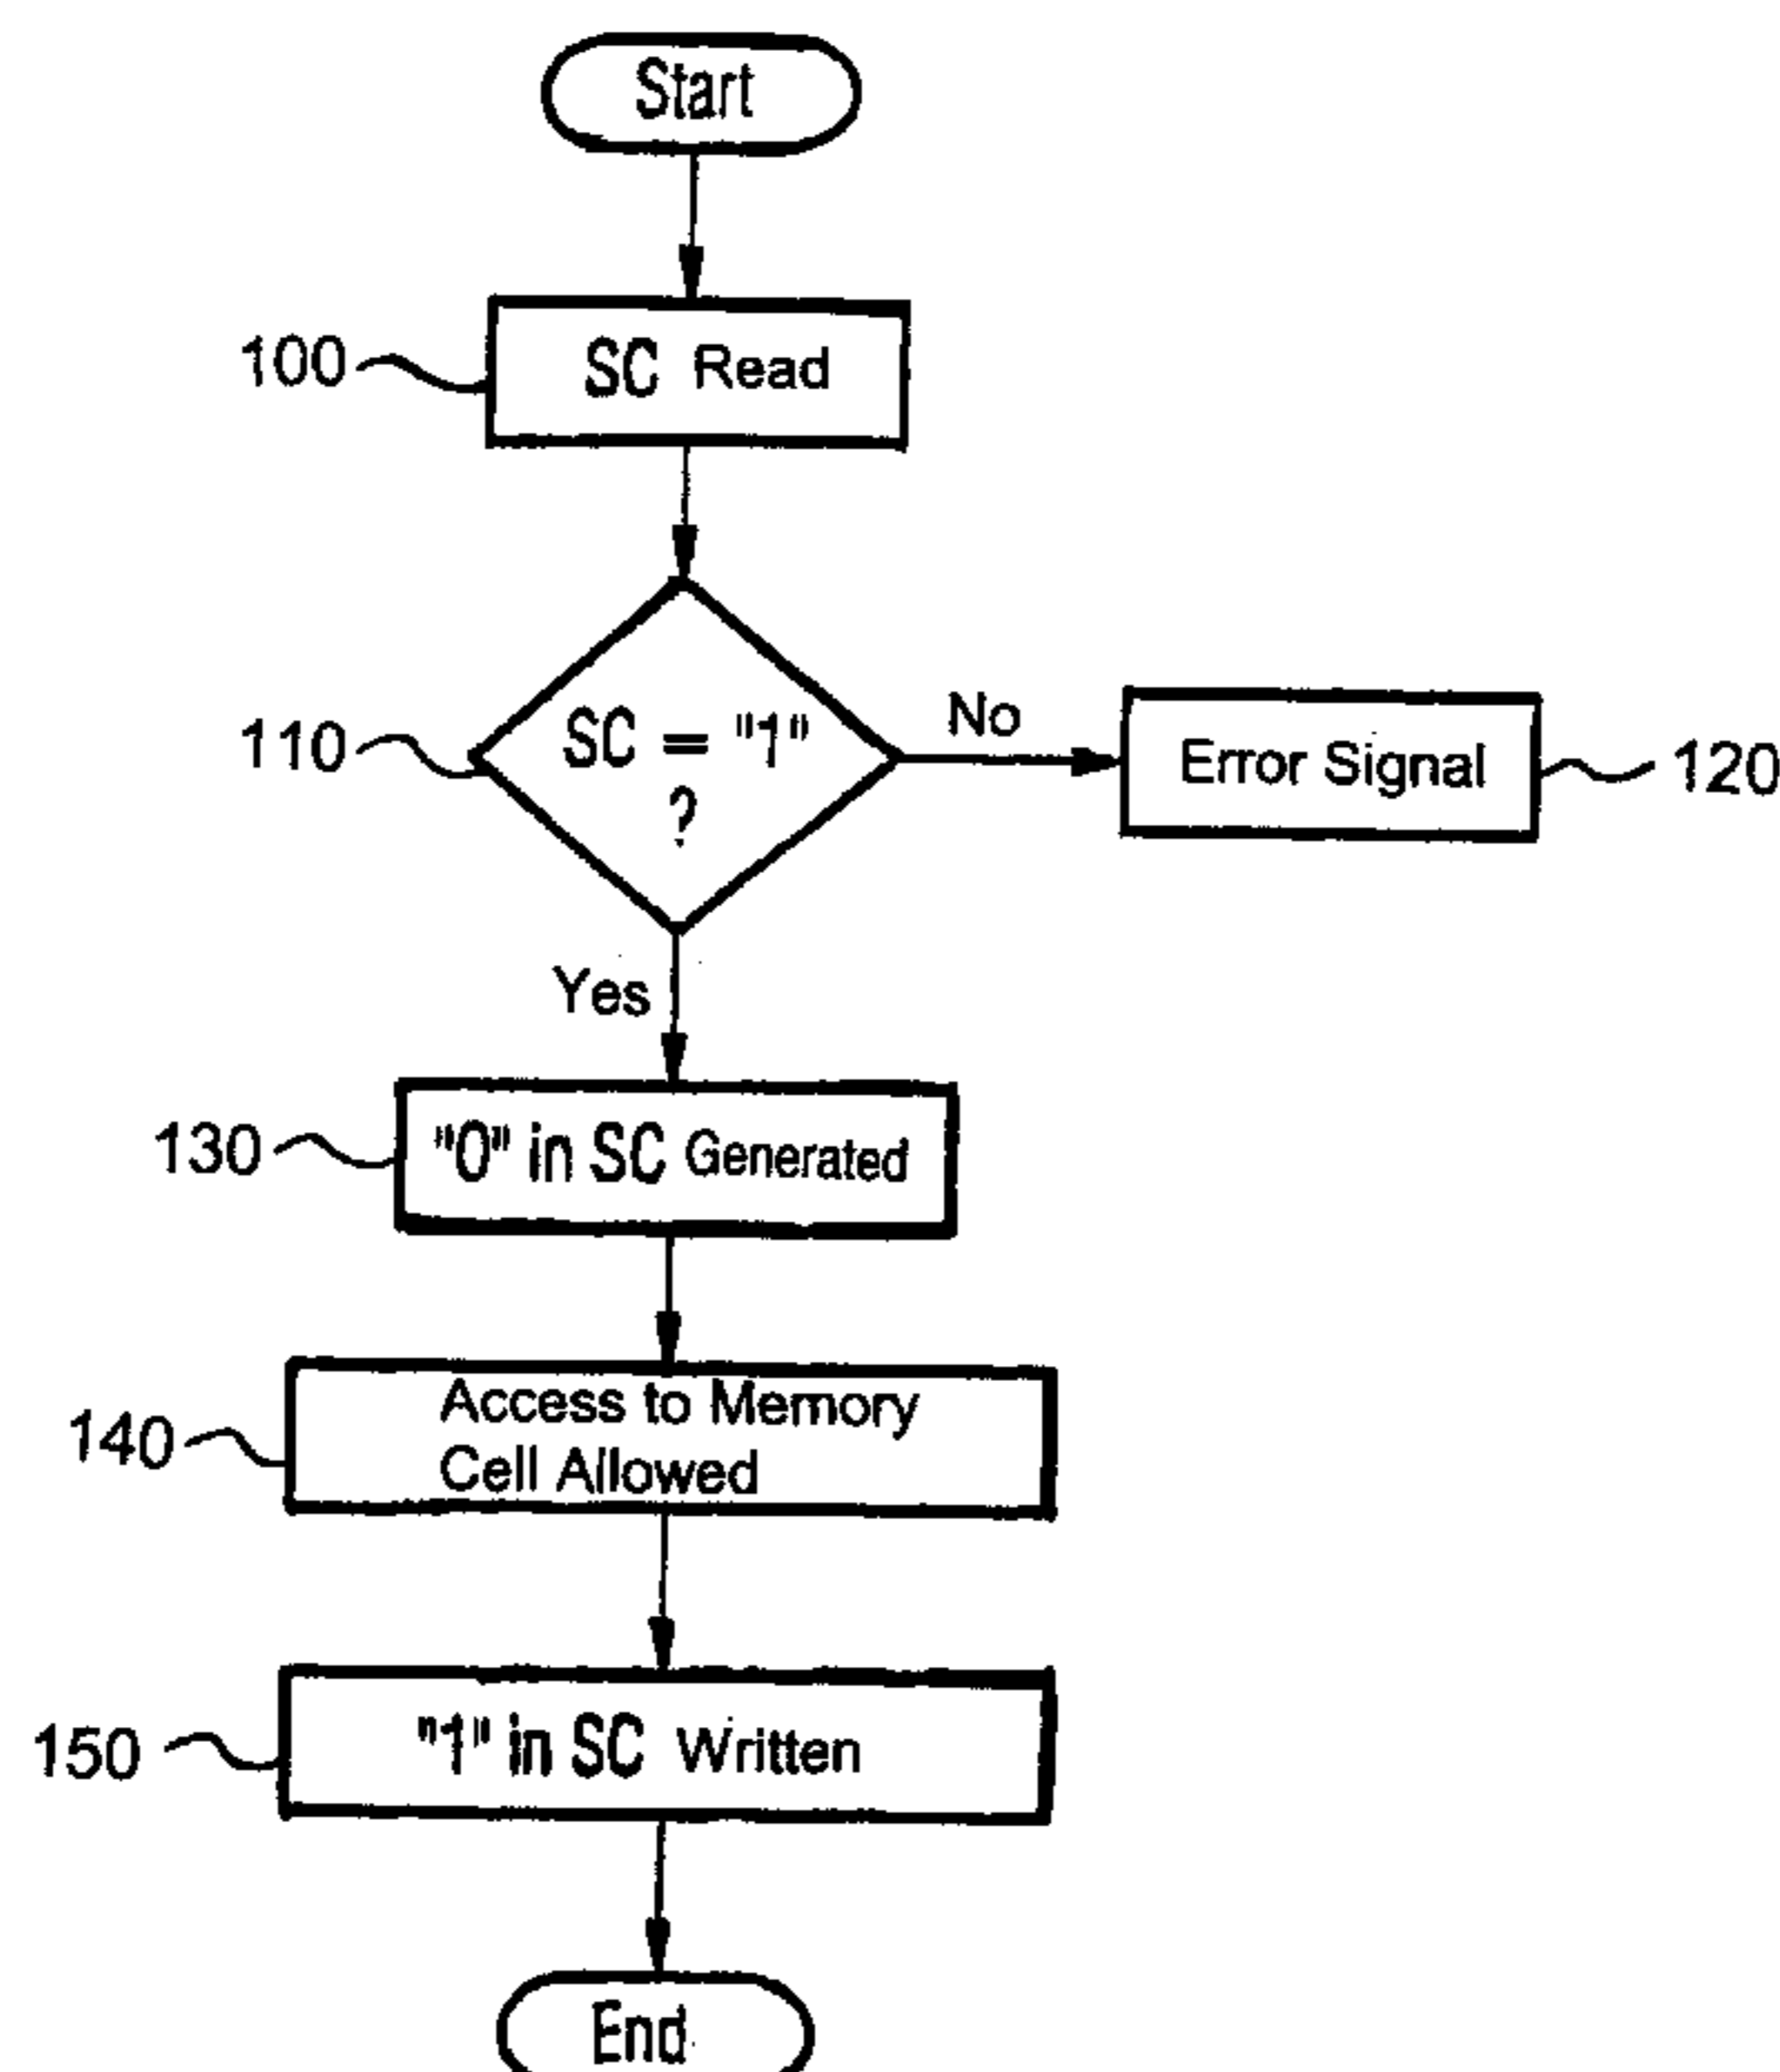 Start
100
SC Read
110
SC = "1"
?
No
Error Signal
120
Yes
130
"0" in SC Generated
140
Access to Memory
Cell Allowed
150
"1" in SC Written
End